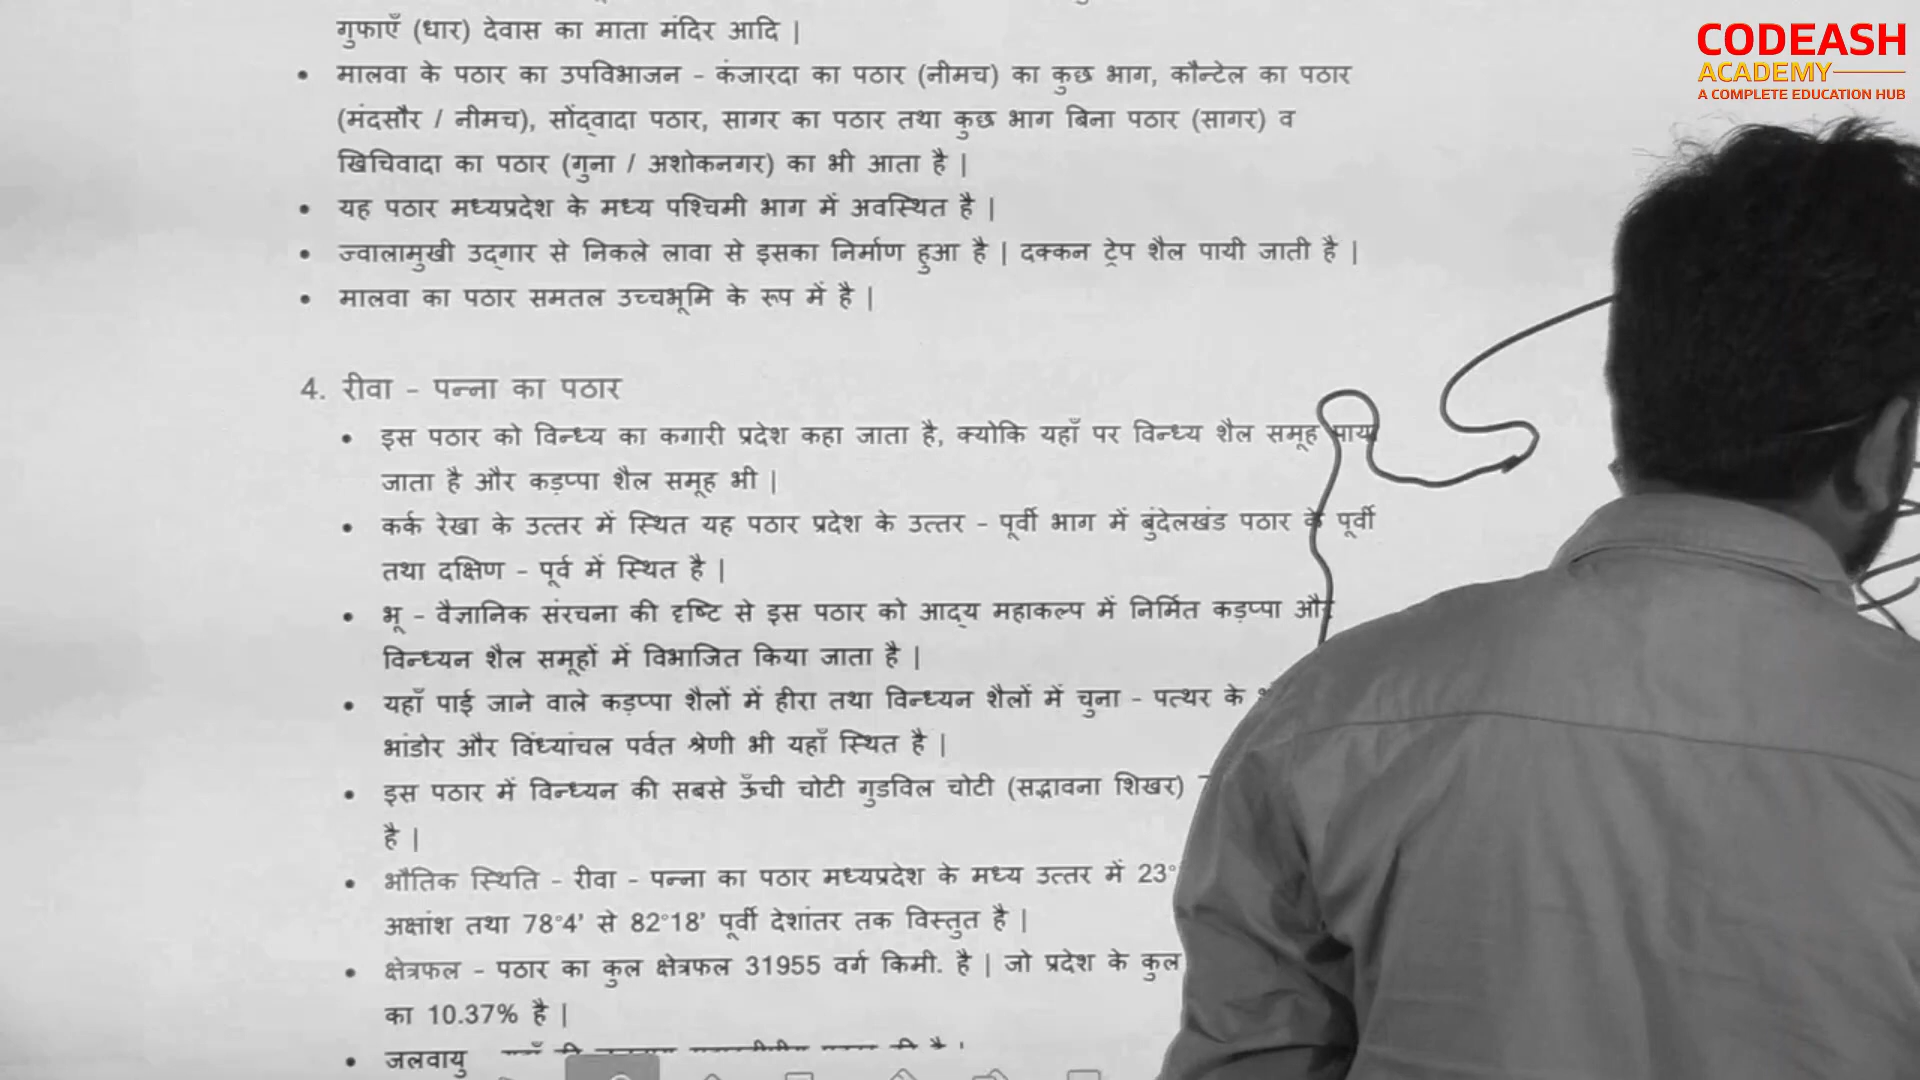 CODEASH
ACADEMY
A COMPLETE EDUCATION HUB
गुफाएँ (धार) देवास का माता मंदिर आदि |
• मालवा के पठार का उपविभाजन - कंजारदा का पठार (नीमच) का कुछ भाग, कौन्टेल का पठार
(मंदसौर / नीमच), सोंद्वादा पठार, सागर का पठार तथा कुछ भाग बिना पठार (सागर) व
खिचिवादा का पठार (गुना / अशोकनगर) का भी आता है |
• यह पठार मध्यप्रदेश के मध्य पश्चिमी भाग में अवस्थित है |
• ज्वालामुखी उद्गार से निकले लावा से इसका निर्माण हुआ है | दक्कन ट्रेप शैल पायी जाती है |
• मालवा का पठार समतल उच्चभूमि के रूप में है |
4. रीवा - पन्ना का पठार
• इस पठार को विन्ध्य का कगारी प्रदेश कहा जाता है, क्योकि यहाँ पर विन्ध्य शैल समूह पाया
जाता है और कड़प्पा शैल समूह भी |
• कर्क रेखा के उत्तर में स्थित यह पठार प्रदेश के उत्तर - पूर्वी भाग में बुंदेलखंड पठार के पूर्वी
तथा दक्षिण - पूर्व में स्थित है |
• भू - वैज्ञानिक संरचना की दृष्टि से इस पठार को आद्य महाकल्प में निर्मित कड़प्पा और
विन्ध्यन शैल समूहों में विभाजित किया जाता है |
• यहाँ पाई जाने वाले कड़प्पा शैलों में हीरा तथा विन्ध्यन शैलों में चुना - पत्थर के
भांडोर और विंध्यांचल पर्वत श्रेणी भी यहाँ स्थित है |
• इस पठार में विन्ध्यन की सबसे ऊँची चोटी गुडविल चोटी (सद्भावना शिखर)
है |
• भौतिक स्थिति - रीवा - पन्ना का पठार मध्यप्रदेश के मध्य उत्तर में 23°
अक्षांश तथा 78°4' से 82°18' पूर्वी देशांतर तक विस्तुत है |
• क्षेत्रफल - पठार का कुल क्षेत्रफल 31955 वर्ग किमी. है | जो प्रदेश के कुल
का 10.37% है |
• जलवायु